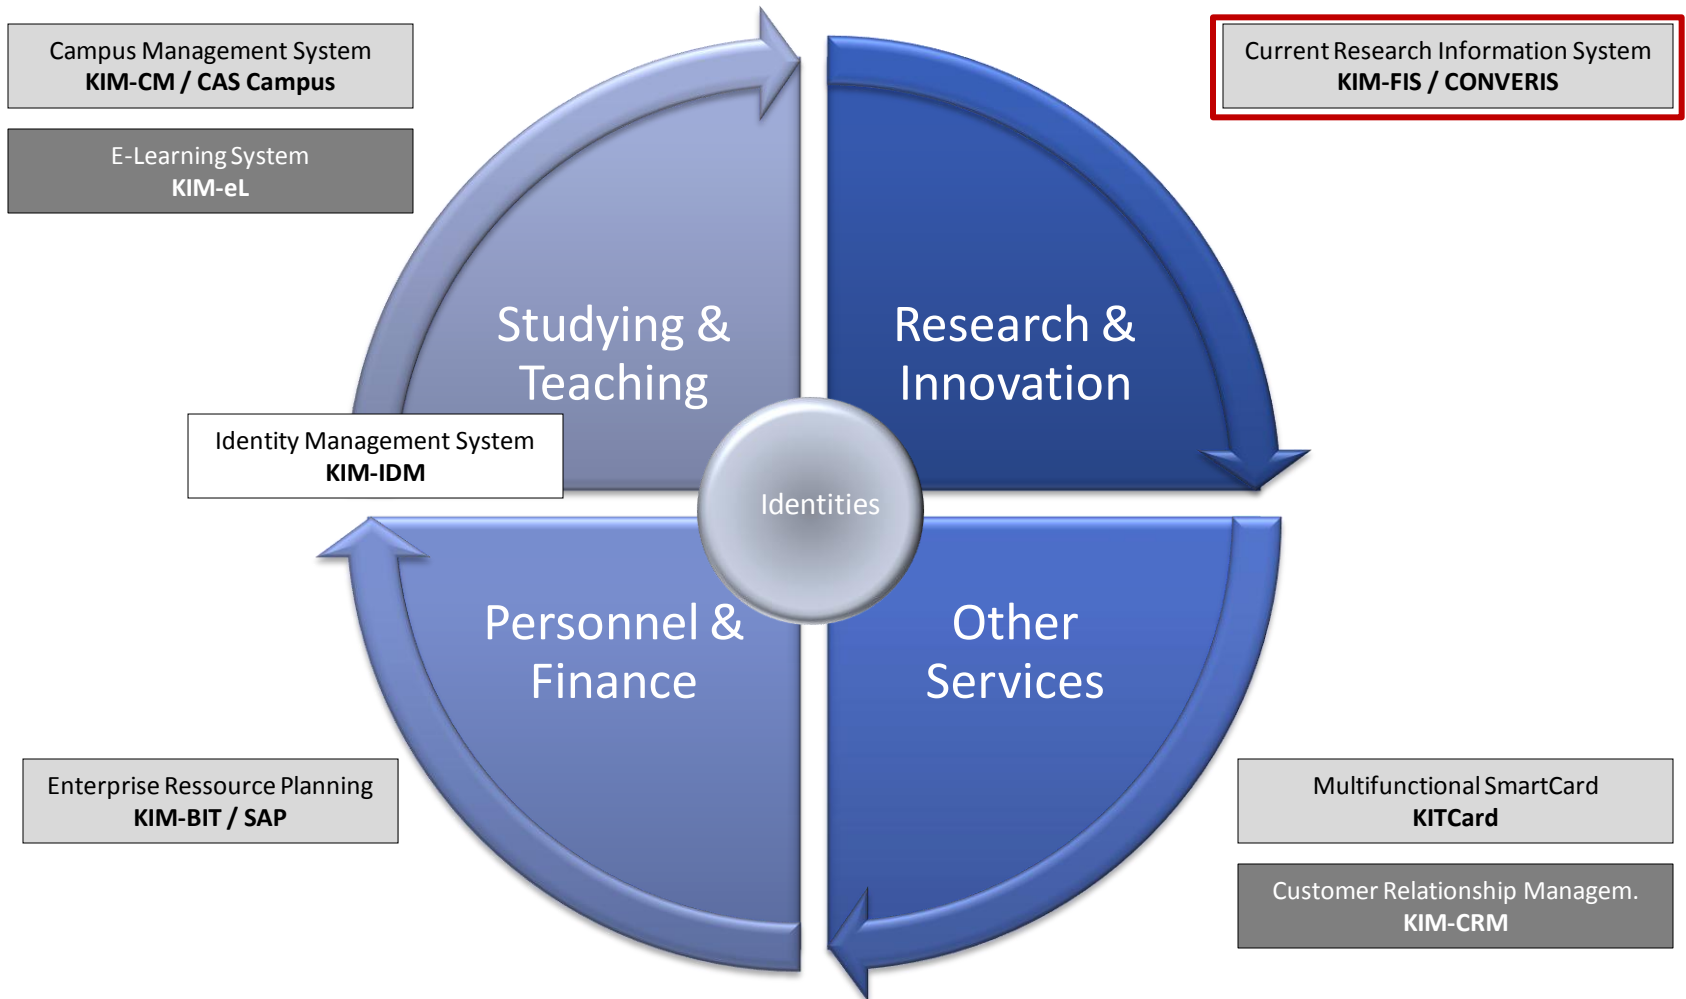 Campus Management System
KIM-CM / CAS Campus
E-Learning System
KIM-eL
Current Research Information System
KIM-FIS / CONVERIS
Studying &
Teaching
Research &
Innovation
Identity Management System
KIM-IDM
Identities
Personnel &
Finance
Other
Services
Enterprise Ressource Planning
KIM-BIT / SAP
Multifunctional SmartCard
KITCard
Customer Relationship Managem.
KIM-CRM